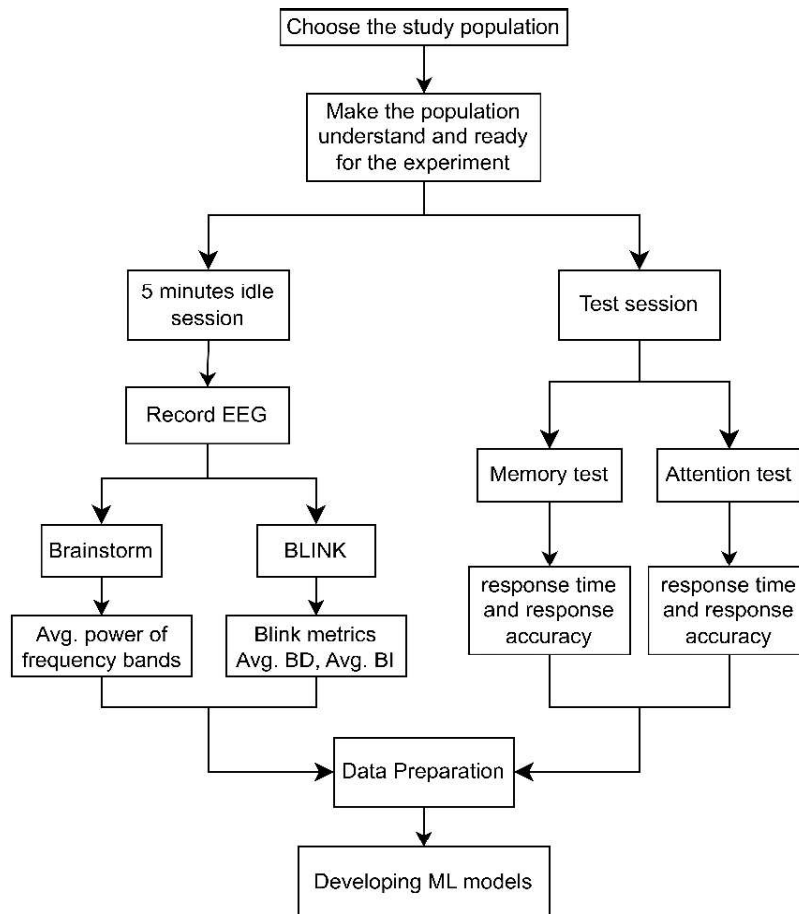 Choose the study population
Make the population
understand and ready
for the experiment
5 minutes idle
session
Test session
Record EEG
Memory test
Attention test
Brainstorm
BLINK
response time
and response
accuracy
response time
and response
accuracy
Avg. power of
frequency bands
Blink metrics
Avg. BD, Avg. BI
Data Preparation
Developing ML models